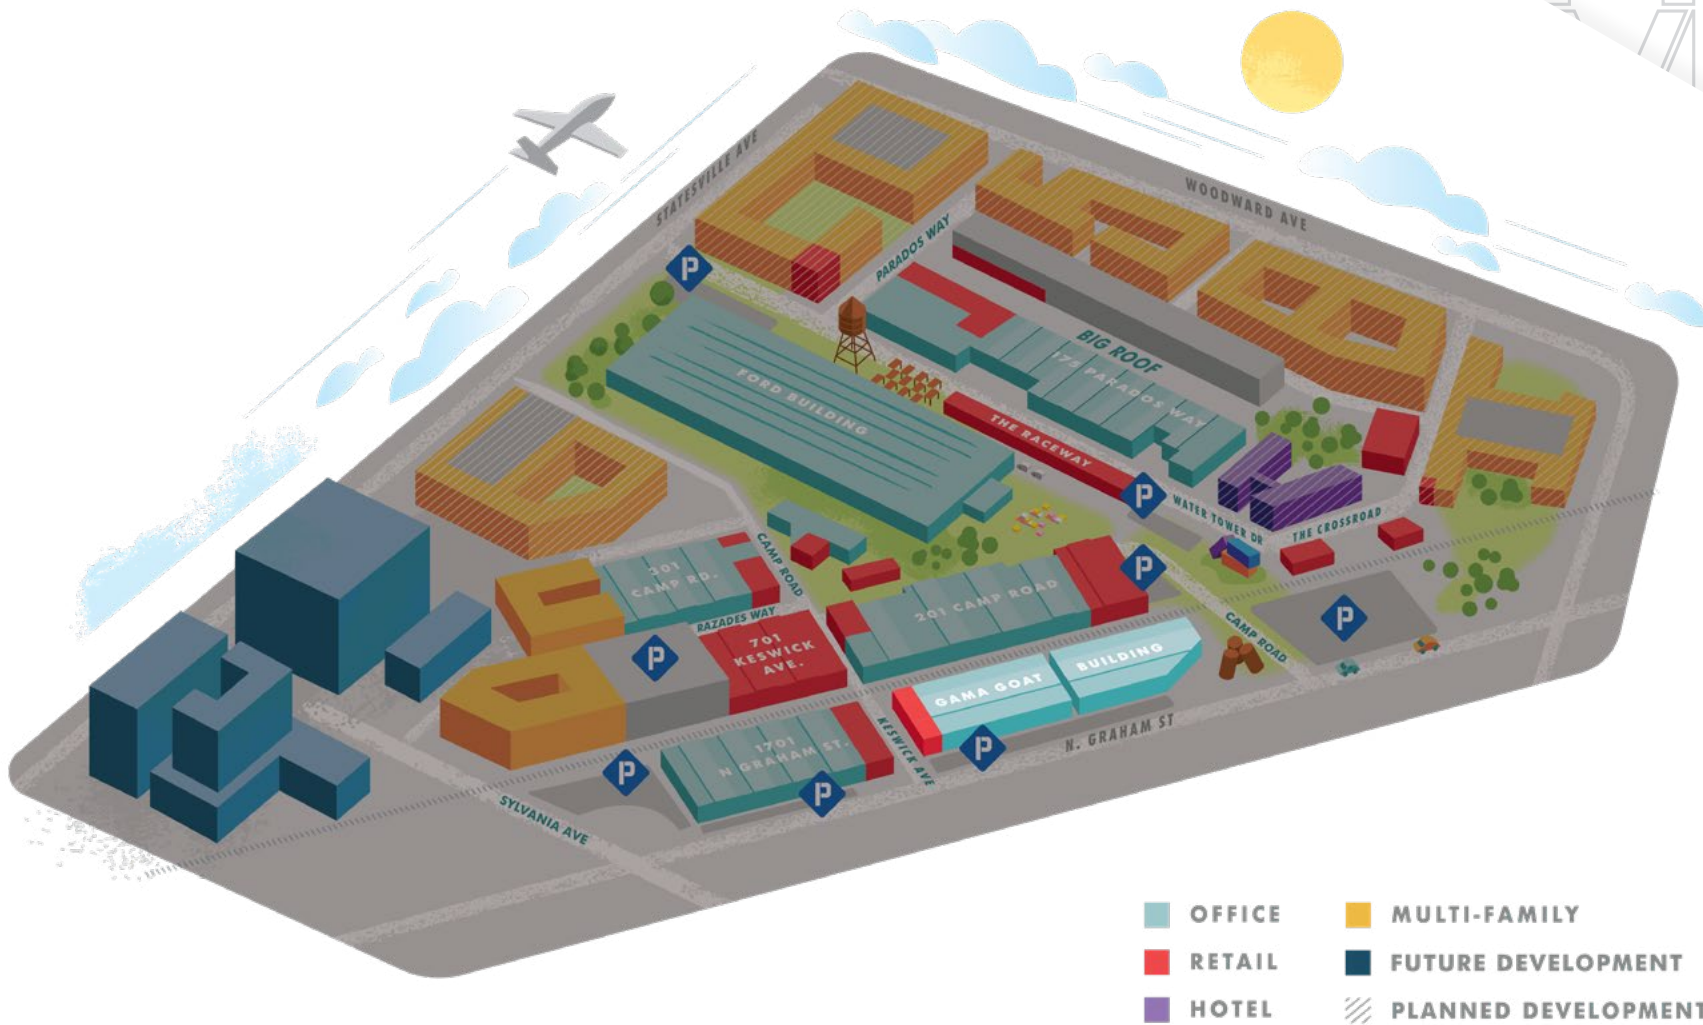 STATESVILLE AVE
WOODWARD AVE
PARADOS WAY
P
BIG ROOF
175 PARADOS WAY
FORD BUILDING
THE RACEWAY
P
WATER TOWER DR
THE CROSSROAD
CAMP ROAD
301
CAMP RD.
P
201 CAMP ROAD
RAZADES WAY
701
KESWICK
AVE.
P
P
CAMP ROAD
GAMA GOAT
BUILDING
KESWICK AVE
N. GRAHAM ST
P
1701
N GRAHAM ST.
P
P
SYLVANIA AVE
OFFICE
MULTI-FAMILY
RETAIL
FUTURE DEVELOPMENT
HOTEL
PLANNED DEVELOPMENT